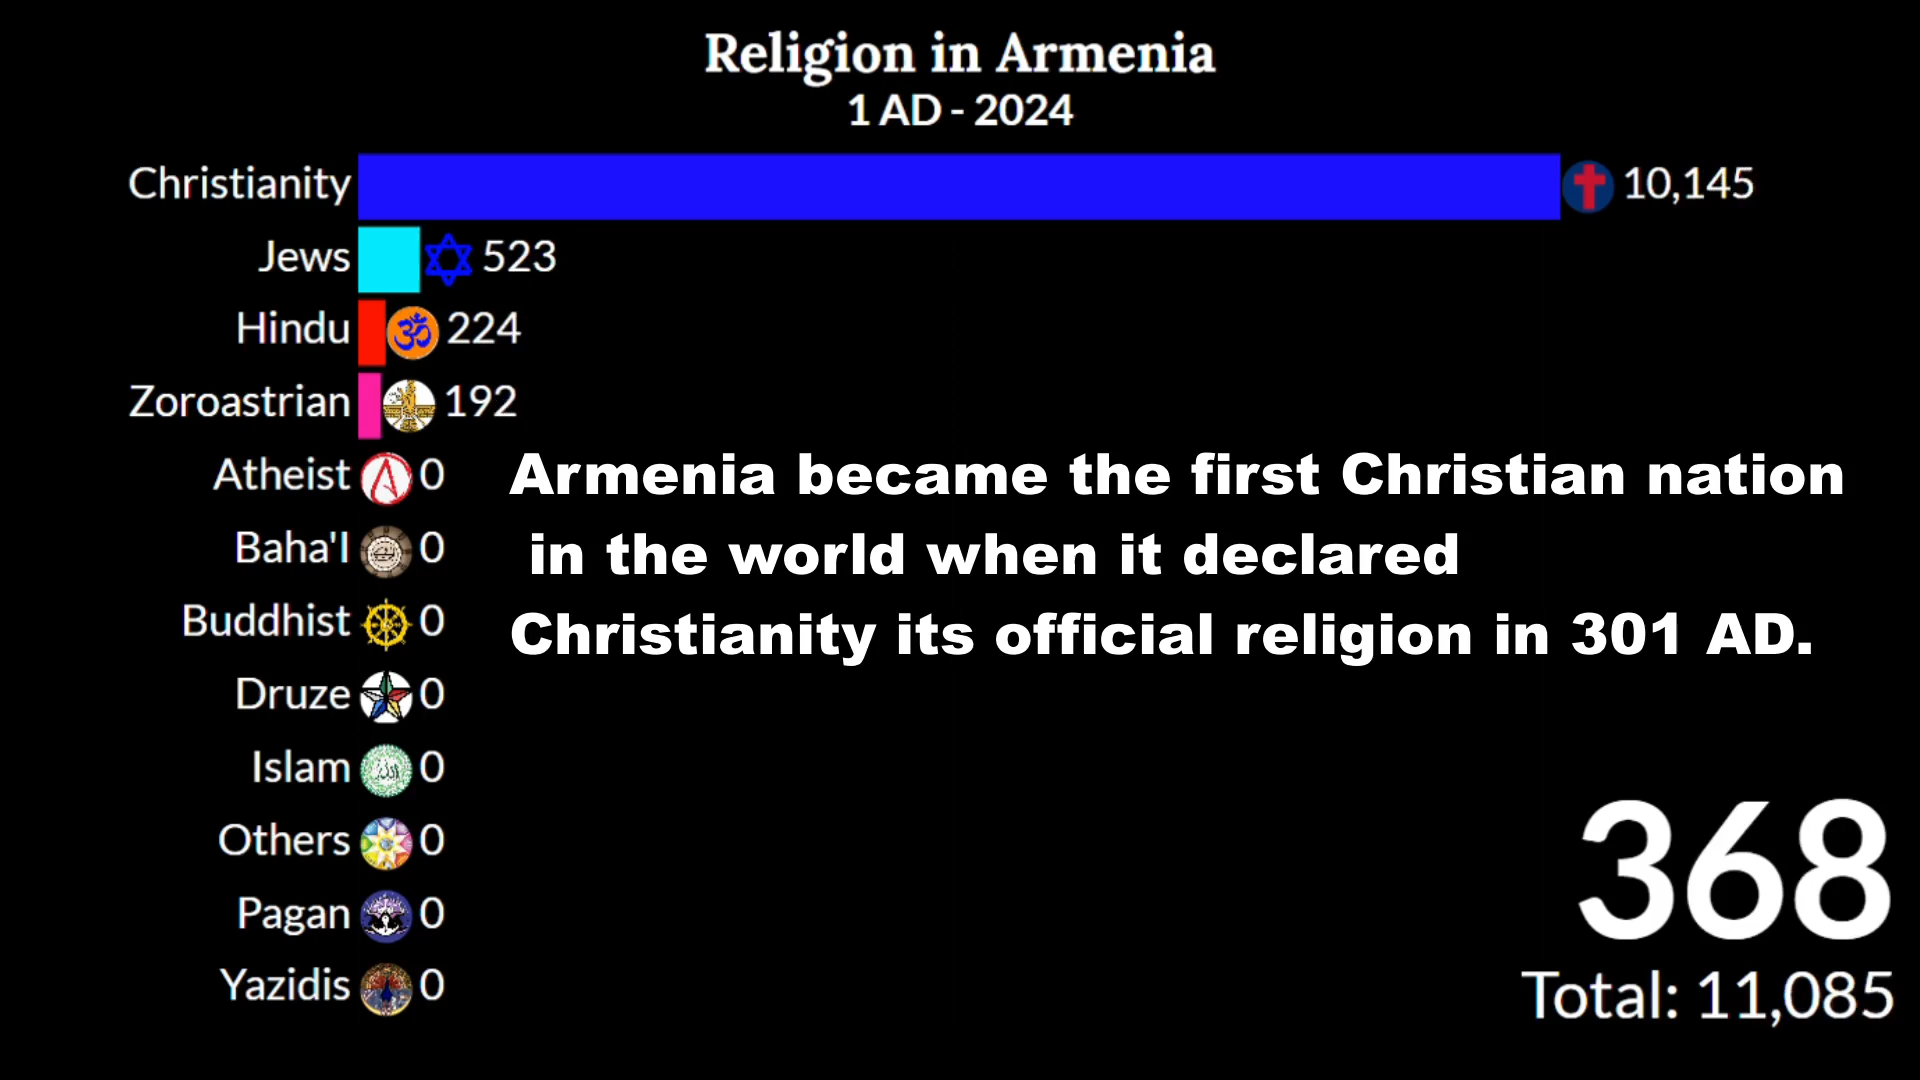 Religion in Armenia
1 AD - 2024
Christianity 10,145
Jews 523
Hindu 224
Zoroastrian 192
Atheist 0
Baha'I 0
Buddhist 0
Druze 0
Islam 0
Others 0
Pagan 0
Yazidis 0
Armenia became the first Christian nation
in the world when it declared
Christianity its official religion in 301 AD.
368
Total: 11,085